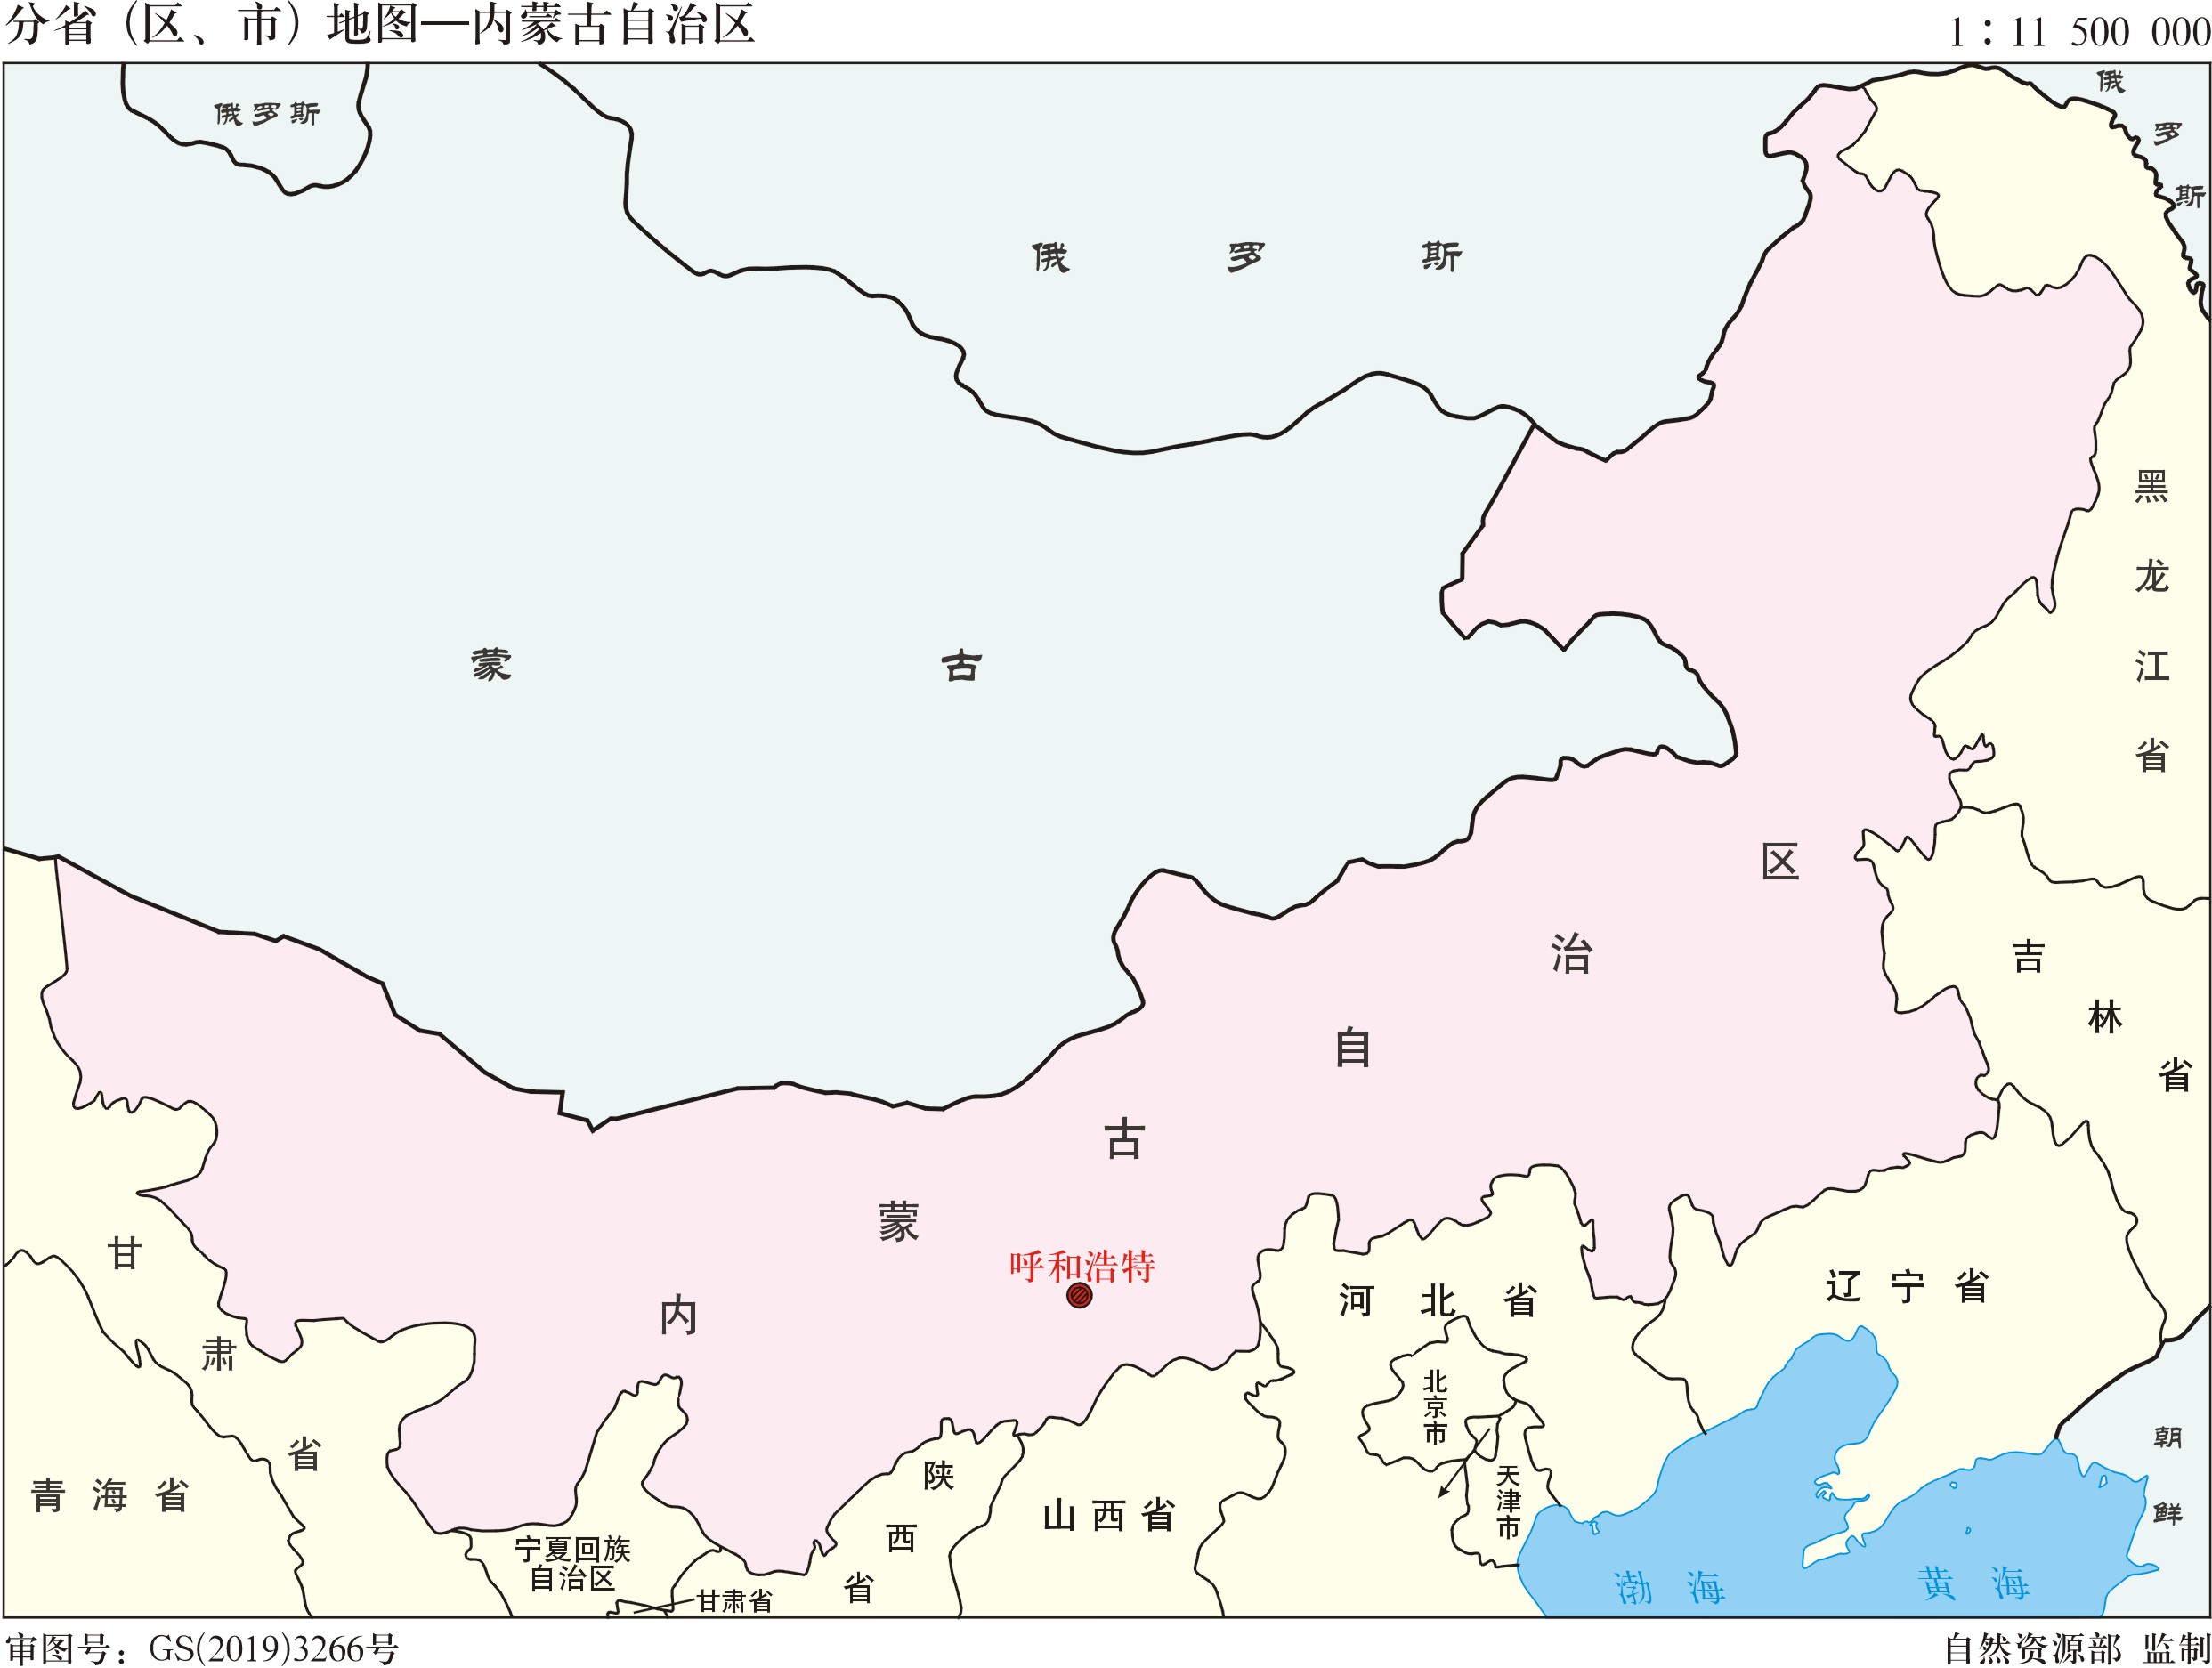 分省（区、市）地图—内蒙古自治区
1：11 500 000
俄罗斯
俄罗斯
俄罗斯
蒙古
黑龙江省
内蒙古自治区
吉林省
呼和浩特
甘肃省
河北省
辽宁省
北京市
天津市
青海省
陕西省
山西省
宁夏回族
自治区
甘肃省
朝鲜
渤海
黄海
审图号：GS(2019)3266号
自然资源部 监制